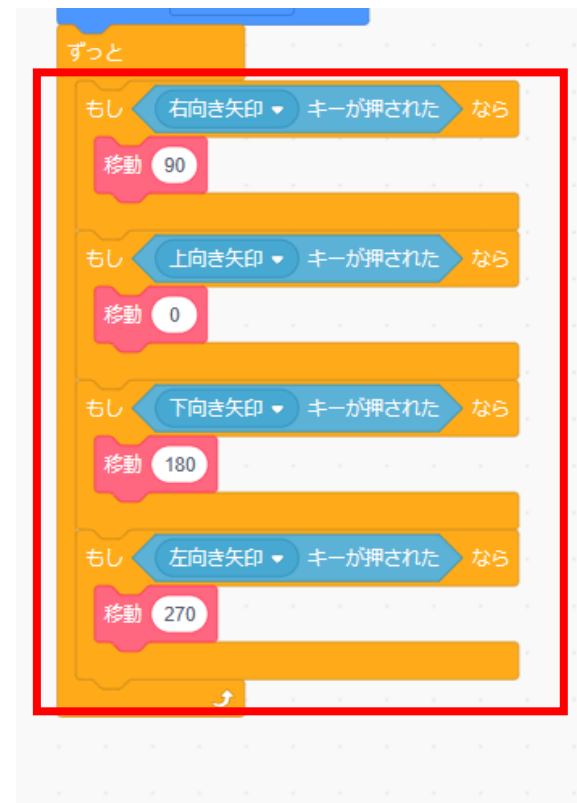 ずっと
もし 右向き矢印 キーが押された なら
移動 90
もし 上向き矢印 キーが押された なら
移動 0
もし 下向き矢印 キーが押された なら
移動 180
もし 左向き矢印 キーが押された なら
移動 270